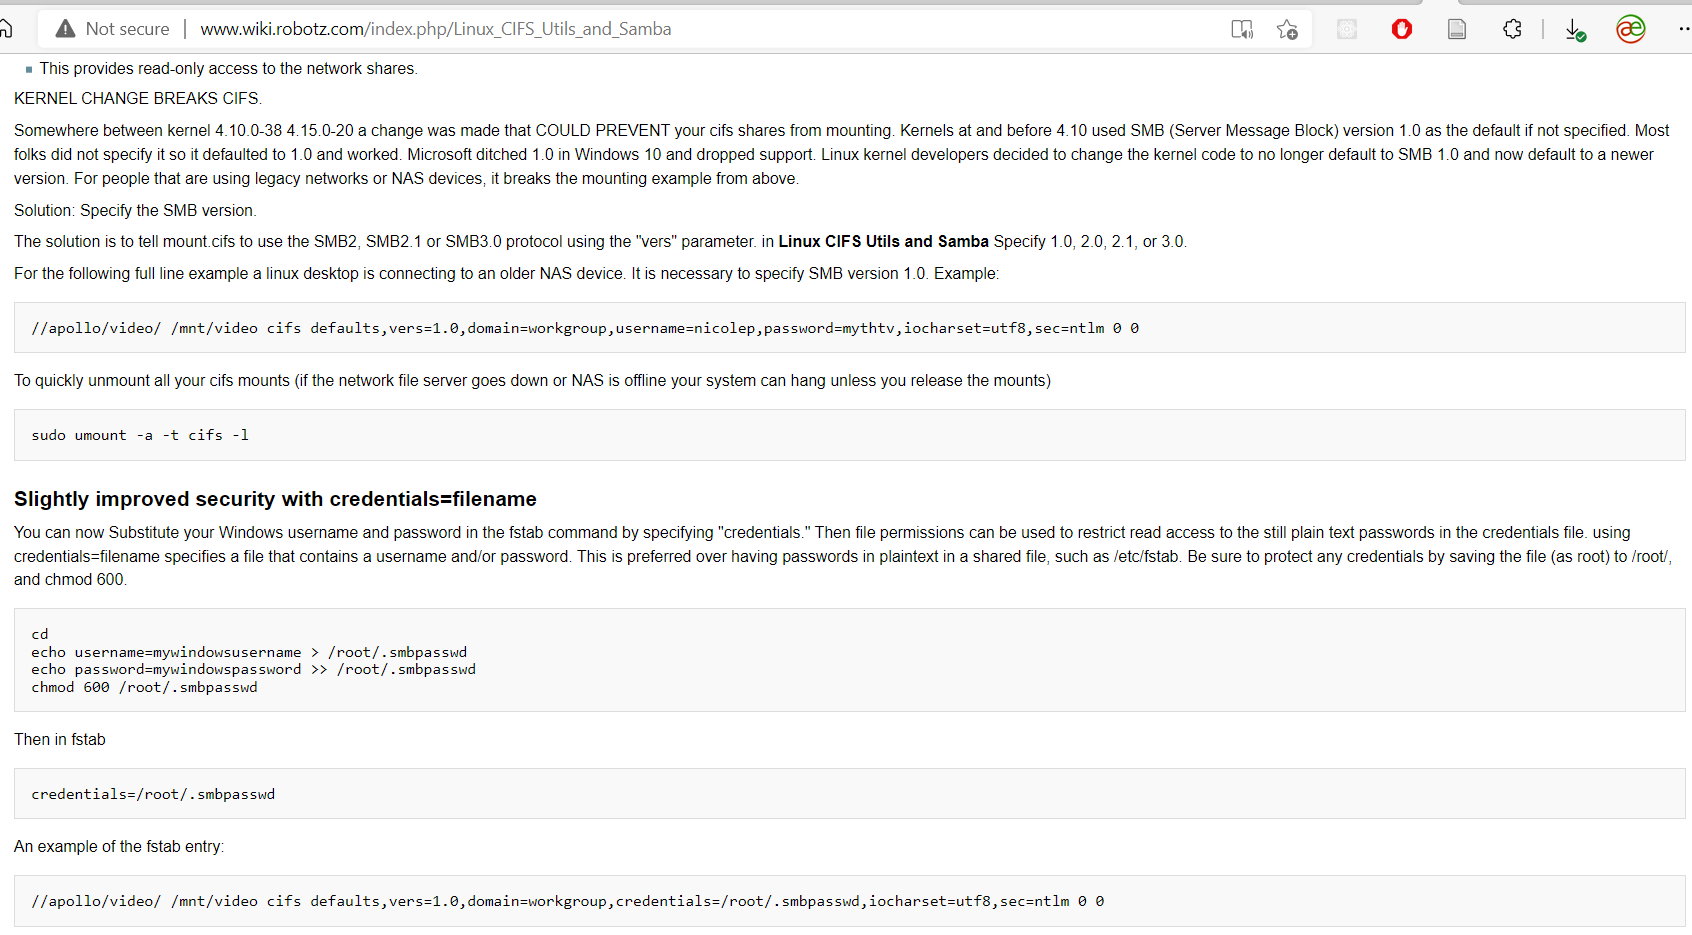 Not secure | www.wiki.robotz.com/index.php/Linux_CIFS_Utils_and_Samba
This provides read-only access to the network shares.
KERNEL CHANGE BREAKS CIFS.
Somewhere between kernel 4.10.0-38 4.15.0-20 a change was made that COULD PREVENT your cifs shares from mounting. Kernels at and before 4.10 used SMB (Server Message Block) version 1.0 as the default if not specified. Most
folks did not specify it so it defaulted to 1.0 and worked. Microsoft ditched 1.0 in Windows 10 and dropped support. Linux kernel developers decided to change the kernel code to no longer default to SMB 1.0 and now default to a newer
version. For people that are using legacy networks or NAS devices, it breaks the mounting example from above.
Solution: Specify the SMB version.
The solution is to tell mount.cifs to use the SMB2, SMB2.1 or SMB3.0 protocol using the "vers" parameter. in Linux CIFS Utils and Samba Specify 1.0, 2.0, 2.1, or 3.0.
For the following full line example a linux desktop is connecting to an older NAS device. It is necessary to specify SMB version 1.0. Example:
//apollo/video/ /mnt/video cifs defaults,vers=1.0,domain=workgroup,username=nicolep,password=mythtv,iocharset=utf8,sec=ntlm 0 0
To quickly unmount all your cifs mounts (if the network file server goes down or NAS is offline your system can hang unless you release the mounts)
sudo umount -a -t cifs -l
Slightly improved security with credentials=filename
You can now Substitute your Windows username and password in the fstab command by specifying "credentials." Then file permissions can be used to restrict read access to the still plain text passwords in the credentials file. using
credentials=filename specifies a file that contains a username and/or password. This is preferred over having passwords in plaintext in a shared file, such as /etc/fstab. Be sure to protect any credentials by saving the file (as root) to /root/,
and chmod 600.
cd
echo username=mywindowsusername > /root/.smbpasswd
echo password=mywindowspassword >> /root/.smbpasswd
chmod 600 /root/.smbpasswd
Then in fstab
credentials=/root/.smbpasswd
An example of the fstab entry:
//apollo/video/ /mnt/video cifs defaults,vers=1.0,domain=workgroup,credentials=/root/.smbpasswd,iocharset=utf8,sec=ntlm 0 0